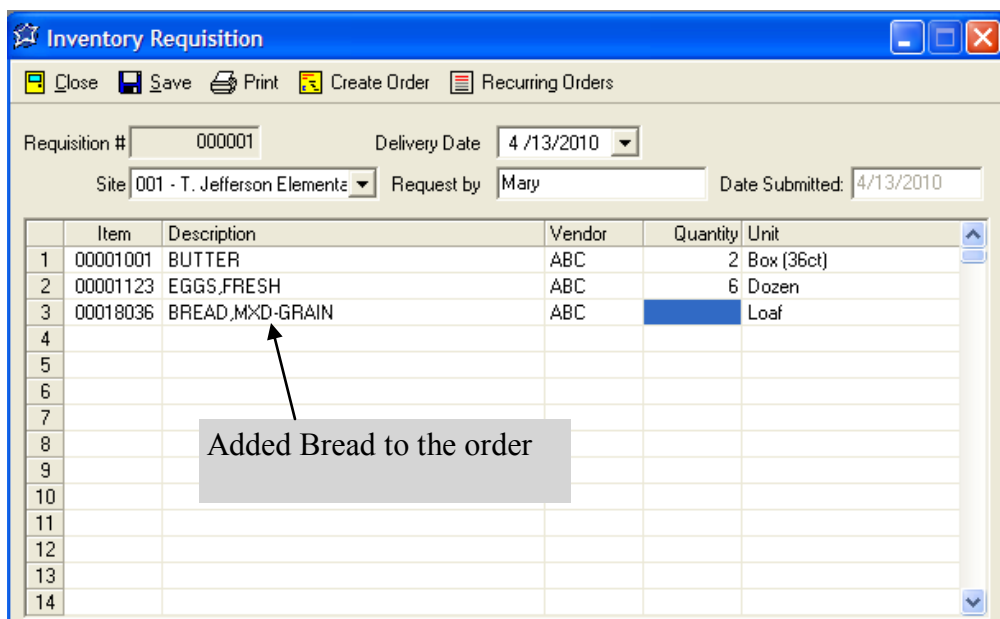 Inventory Requisition
Close Save Print Create Order Recurring Orders
Requisition # 000001 Delivery Date 4 /13/2010
Site 001 - T. Jefferson Elementa Request by Mary Date Submitted: 4/13/2010
Item Description Vendor Quantity Unit
1 00001001 BUTTER ABC 2 Box (36ct)
2 00001123 EGGS,FRESH ABC 6 Dozen
3 00018036 BREAD,MXD-GRAIN ABC Loaf
4
5
6
7
8
Added Bread to the order
9
10
11
12
13
14